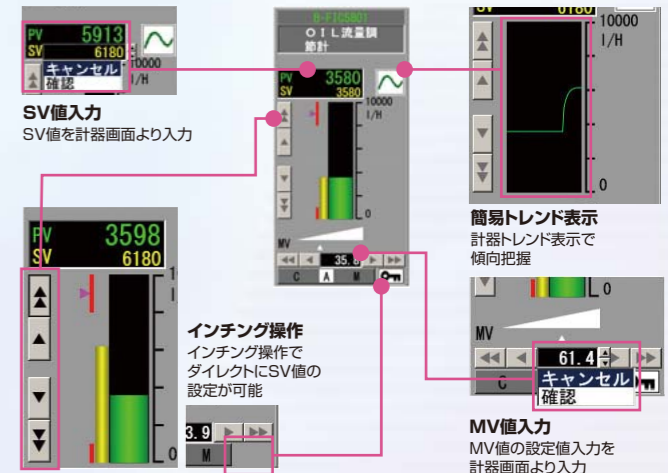 PV 5913
SV 6180
10000
l/H
キャンセル
確認
SV値入力
SV値を計器画面より入力
B-FIC5801
OIL流量調
節計
PV 3580
SV 3580
10000
l/H
0
MV
35.8
C A M
6180
10000
l/H
0
簡易トレンド表示
計器トレンド表示で
傾向把握
PV 3598
SV 6180
0
インチング操作
インチング操作で
ダイレクトにSV値の
設定が可能
3.9
M
0
MV
61.4
C
キャンセル
確認
MV値入力
MV値の設定値入力を
計器画面より入力